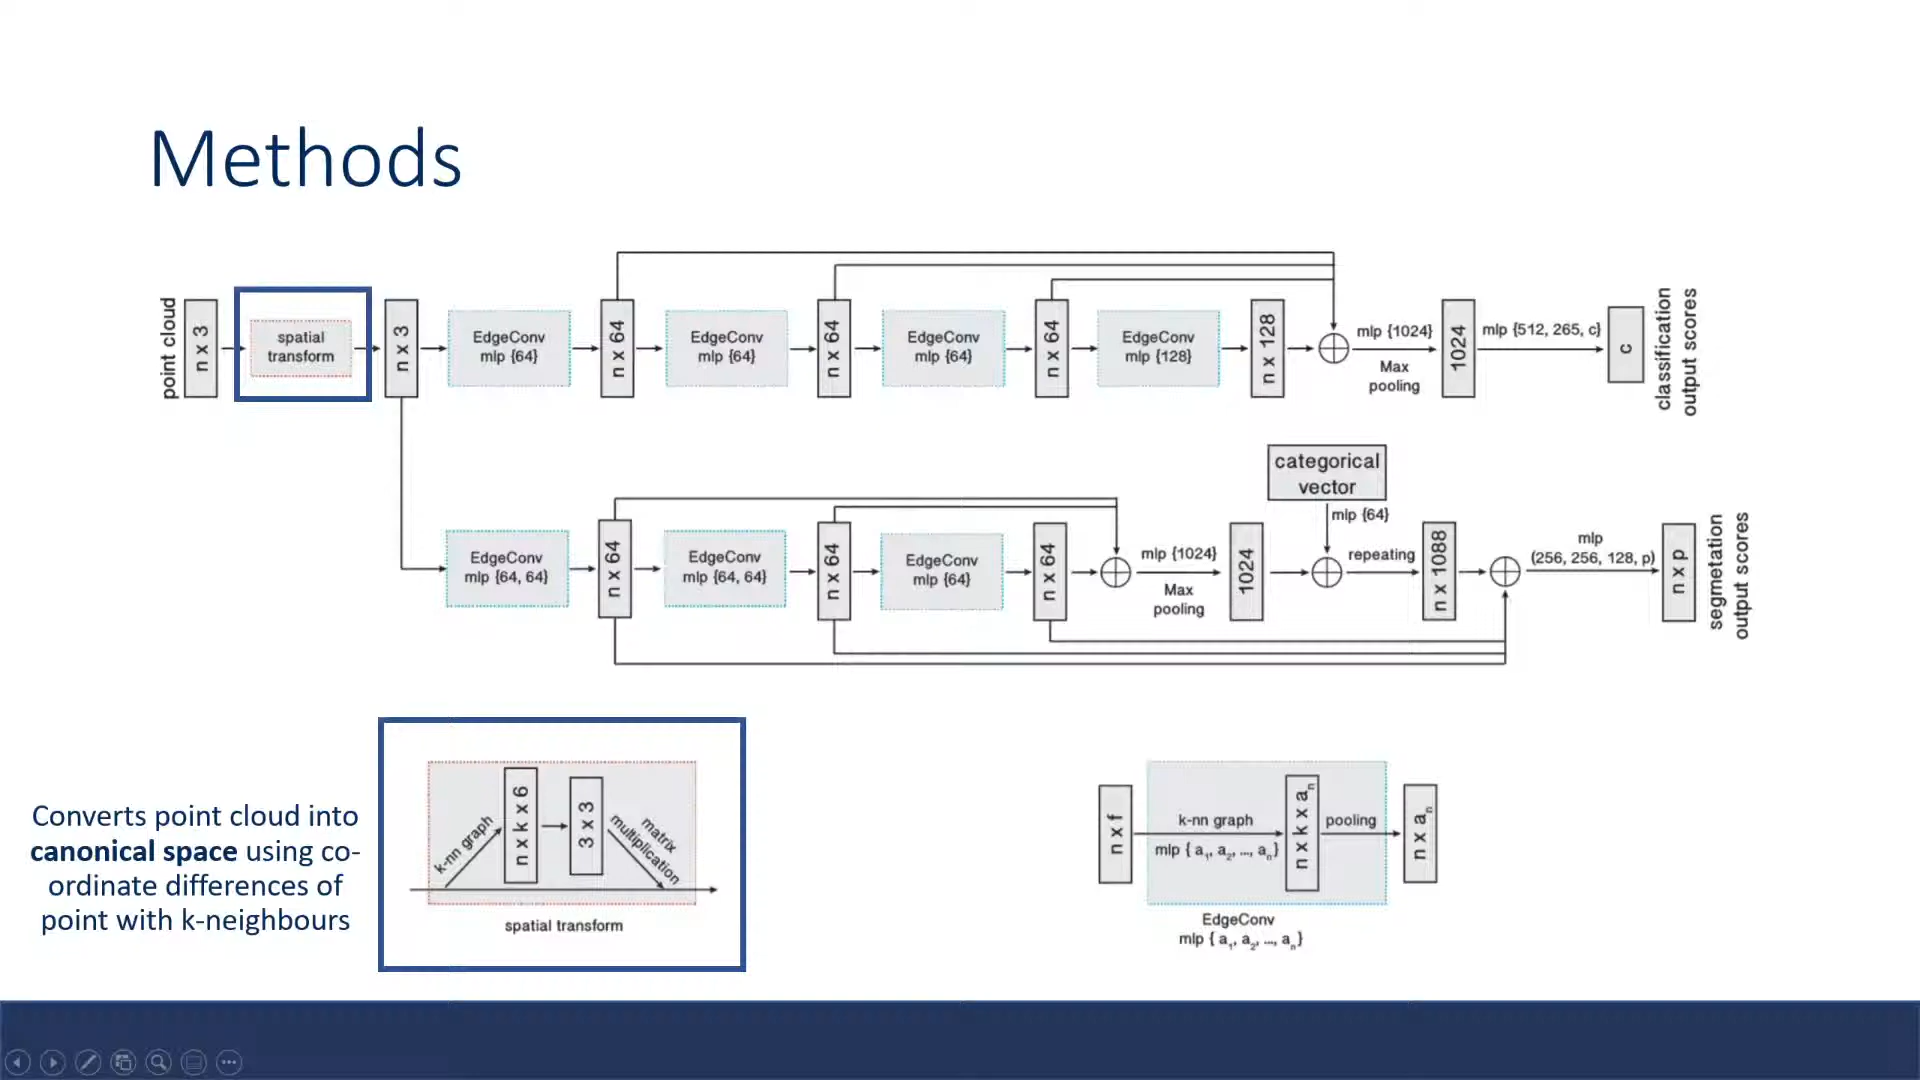 Methods
point cloud
n x 3
spatial
transform
n x 3
EdgeConv
mlp {64}
n x 64
EdgeConv
mlp {64}
n x 64
EdgeConv
mlp {64}
n x 64
EdgeConv
mlp {128}
n x 128
mlp {1024}
Max
pooling
1024
mlp {512, 265, c}
c
classification
output scores
categorical
vector
mlp {64}
EdgeConv
mlp {64, 64}
n x 64
EdgeConv
mlp {64, 64}
n x 64
EdgeConv
mlp {64}
n x 64
mlp {1024}
Max
pooling
1024
repeating
n x 1088
mlp
(256, 256, 128, p)
n x p
segmetation
output scores
Converts point cloud into
canonical space using co-
ordinate differences of
point with k-neighbours
k-nn graph
n x k x 6
3 x 3
matrix
multiplication
spatial transform
n x f
k-nn graph
mlp { a₁, a₂, ..., aₙ}
n x k x aₙ
pooling
n x aₙ
EdgeConv
mlp { a₁, a₂, ..., aₙ}